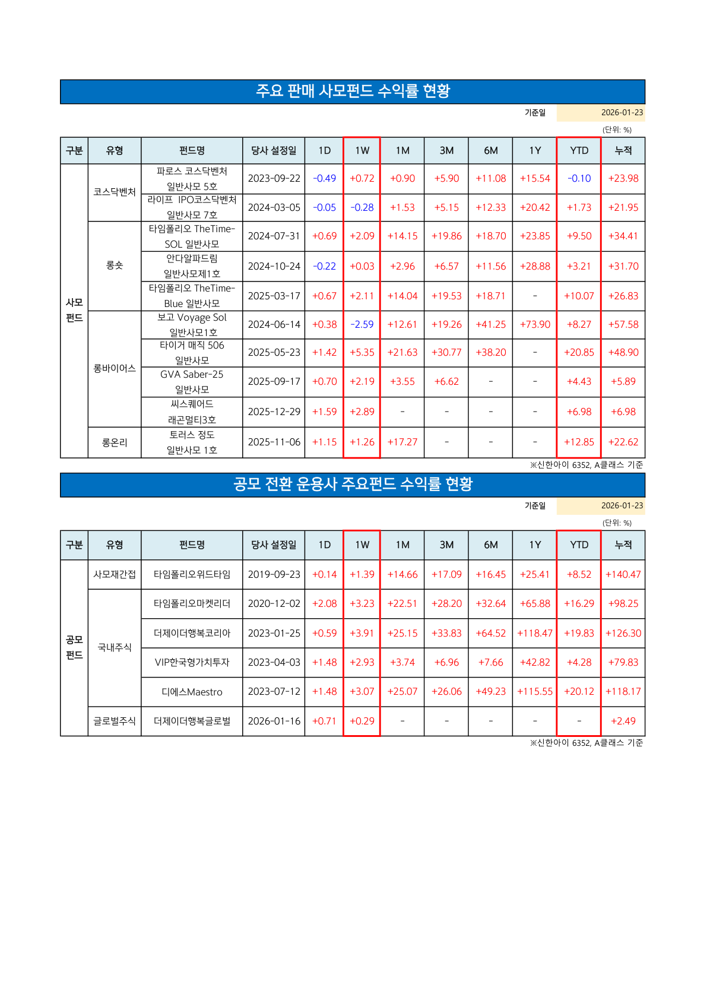 주요 판매 사모펀드 수익률 현황
기준일 2026-01-23
(단위: %)
구분 유형 펀드명 당사 설정일 1D 1W 1M 3M 6M 1Y YTD 누적
사모 펀드
코스닥벤처
파로스 코스닥벤처 일반사모 5호 2023-09-22 -0.49 +0.72 +0.90 +5.90 +11.08 +15.54 -0.10 +23.98
라이프 IPO코스닥벤처 일반사모 7호 2024-03-05 -0.05 -0.28 +1.53 +5.15 +12.33 +20.42 +1.73 +21.95
롱숏
타임폴리오 TheTime-SOL 일반사모 2024-07-31 +0.69 +2.09 +14.15 +19.86 +18.70 +23.85 +9.50 +34.41
안다알파드림 일반사모제1호 2024-10-24 -0.22 +0.03 +2.96 +6.57 +11.56 +28.88 +3.21 +31.70
타임폴리오 TheTime-Blue 일반사모 2025-03-17 +0.67 +2.11 +14.04 +19.53 +18.71 - +10.07 +26.83
롱바이어스
보고 Voyage Sol 일반사모1호 2024-06-14 +0.38 -2.59 +12.61 +19.26 +41.25 +73.90 +8.27 +57.58
타이거 매직 506 일반사모 2025-05-23 +1.42 +5.35 +21.63 +30.77 +38.20 - +20.85 +48.90
GVA Saber-25 일반사모 2025-09-17 +0.70 +2.19 +3.55 +6.62 - - +4.43 +5.89
씨스퀘어드 래곤멀티3호 2025-12-29 +1.59 +2.89 - - - - +6.98 +6.98
롱온리
토러스 정도 일반사모 1호 2025-11-06 +1.15 +1.26 +17.27 - - - +12.85 +22.62
※신한아이 6352, A클래스 기준
공모 전환 운용사 주요펀드 수익률 현황
기준일 2026-01-23
(단위: %)
구분 유형 펀드명 당사 설정일 1D 1W 1M 3M 6M 1Y YTD 누적
공모 펀드
사모재간접 타임폴리오위드타임 2019-09-23 +0.14 +1.39 +14.66 +17.09 +16.45 +25.41 +8.52 +140.47
국내주식
타임폴리오마켓리더 2020-12-02 +2.08 +3.23 +22.51 +28.20 +32.64 +65.88 +16.29 +98.25
더제이더행복코리아 2023-01-25 +0.59 +3.91 +25.15 +33.83 +64.52 +118.47 +19.83 +126.30
VIP한국형가치투자 2023-04-03 +1.48 +2.93 +3.74 +6.96 +7.66 +42.82 +4.28 +79.83
디에스Maestro 2023-07-12 +1.48 +3.07 +25.07 +26.06 +49.23 +115.55 +20.12 +118.17
글로벌주식 더제이더행복글로벌 2026-01-16 +0.71 +0.29 - - - - - +2.49
※신한아이 6352, A클래스 기준